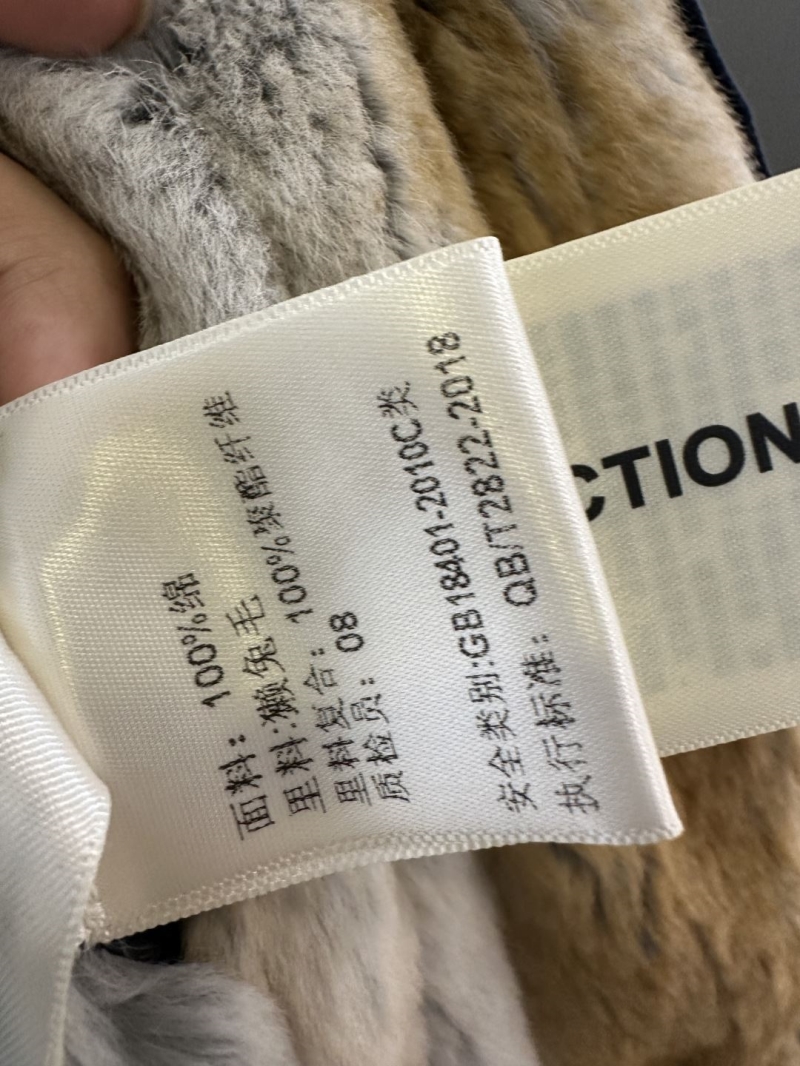 面料： 100%绵
里料:獭兔毛
里料复合：100%聚酯纤维
质检员：08
安全类别:GB18401-2010C类
执行标准： QB/T2822-2018
CTION